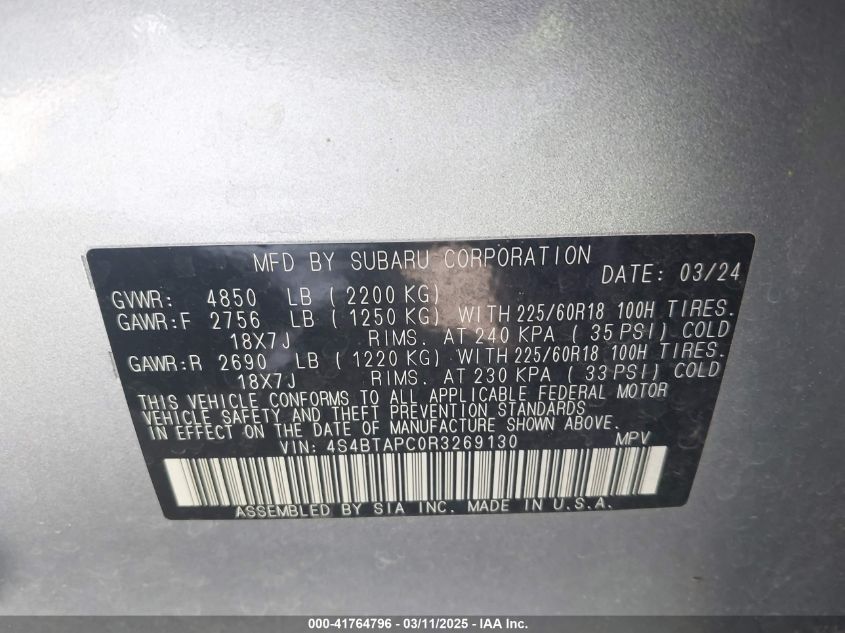 MFD BY SUBARU CORPORATION
DATE: 03/24
GVWR: 4850 LB ( 2200 KG)
GAWR:F 2756 LB ( 1250 KG) WITH 225/60R18 100H TIRES.
18X7J RIMS. AT 240 KPA ( 35 PSI) COLD
GAWR:R 2690 LB ( 1220 KG) WITH 225/60R18 100H TIRES.
18X7J RIMS. AT 230 KPA ( 33 PSI) COLD
THIS VEHICLE CONFORMS TO ALL APPLICABLE FEDERAL MOTOR
VEHICLE SAFETY AND THEFT PREVENTION STANDARDS
IN EFFECT ON THE DATE OF MANUFACTURE SHOWN ABOVE.
VIN: 4S4BTAPC0R3269130 MPV
ASSEMBLED BY SIA INC. MADE IN U.S.A.
000-41764796 - 03/11/2025 - IAA Inc.